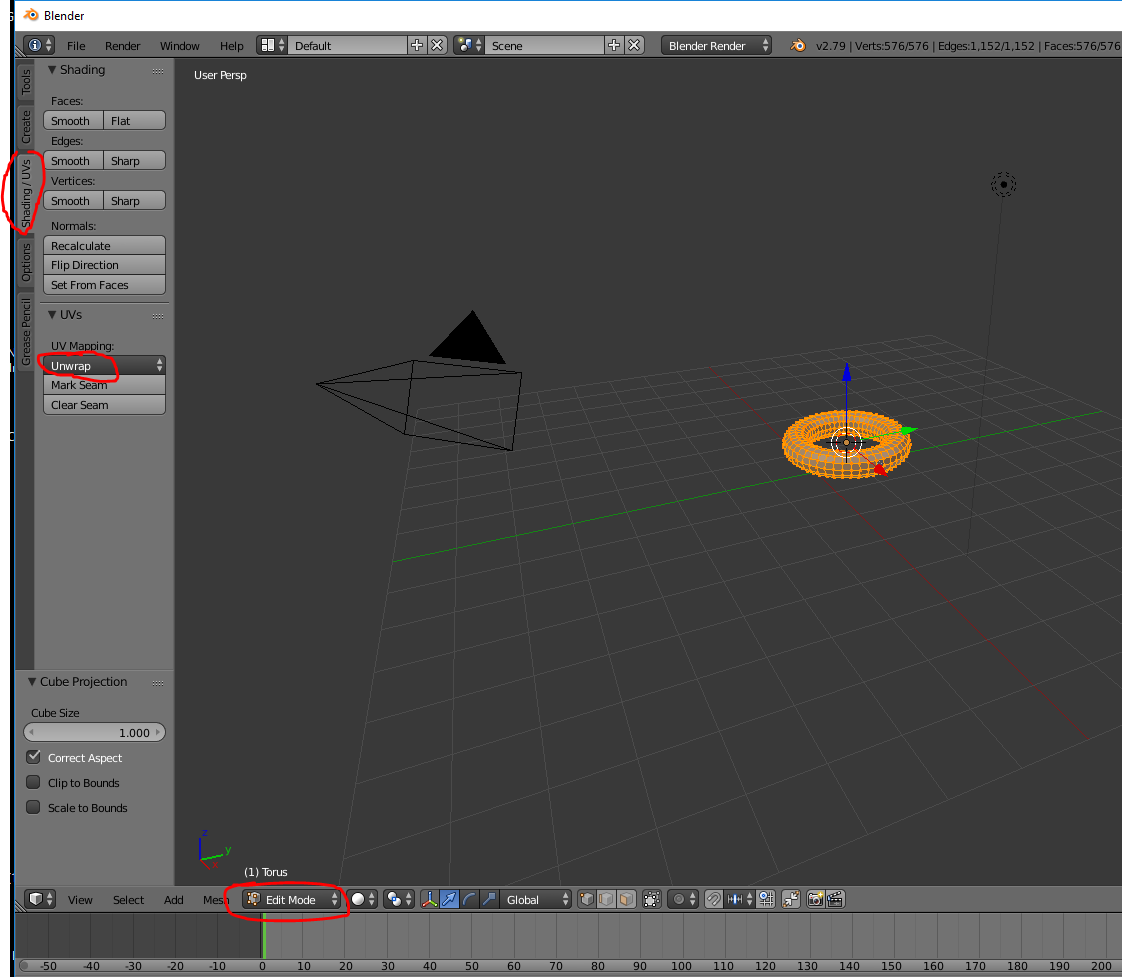 Blender
File Render Window Help Default Scene Blender Render v2.79 | Verts:576/576 | Edges:1,152/1,152 | Faces:576/576
Tools
Create
Shading / UVs
Options
Grease Pencil
Shading
Faces:
Smooth Flat
Edges:
Smooth Sharp
Vertices:
Smooth Sharp
Normals:
Recalculate
Flip Direction
Set From Faces
UVs
UV Mapping:
Unwrap
Mark Seam
Clear Seam
User Persp
Cube Projection
Cube Size
1.000
Correct Aspect
Clip to Bounds
Scale to Bounds
z
y
(1) Torus
View Select Add Mesh Edit Mode Global
-50 -40 -30 -20 -10 0 10 20 30 40 50 60 70 80 90 100 110 120 130 140 150 160 170 180 190 200